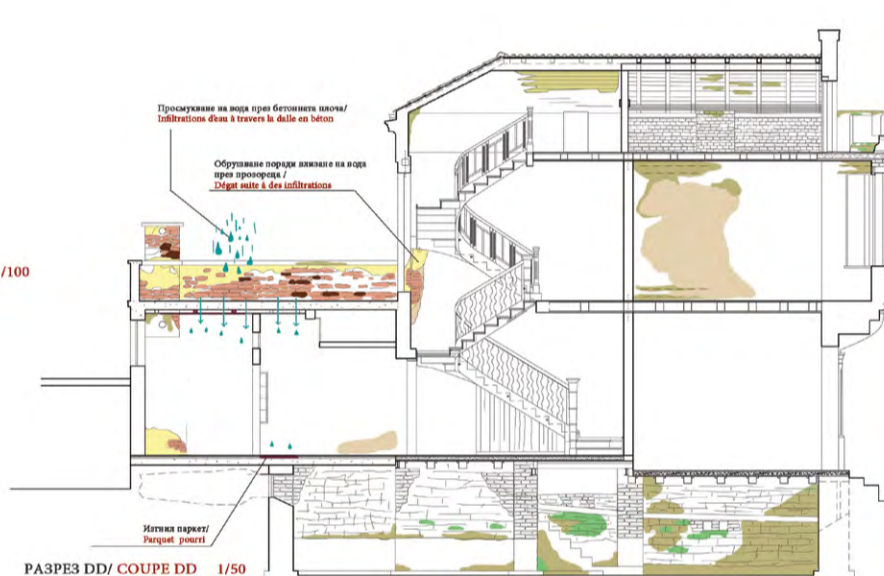 Просмукване на вода през бетонната плоча/
Infiltrations d'eau à travers la dalle en béton
Обрушване поради влизане на вода
през прозореца /
Dégat suite à des infiltrations
/100
Изгнил паркет/
Parquet pourri
РАЗРЕЗ DD/ COUPE DD 1/50